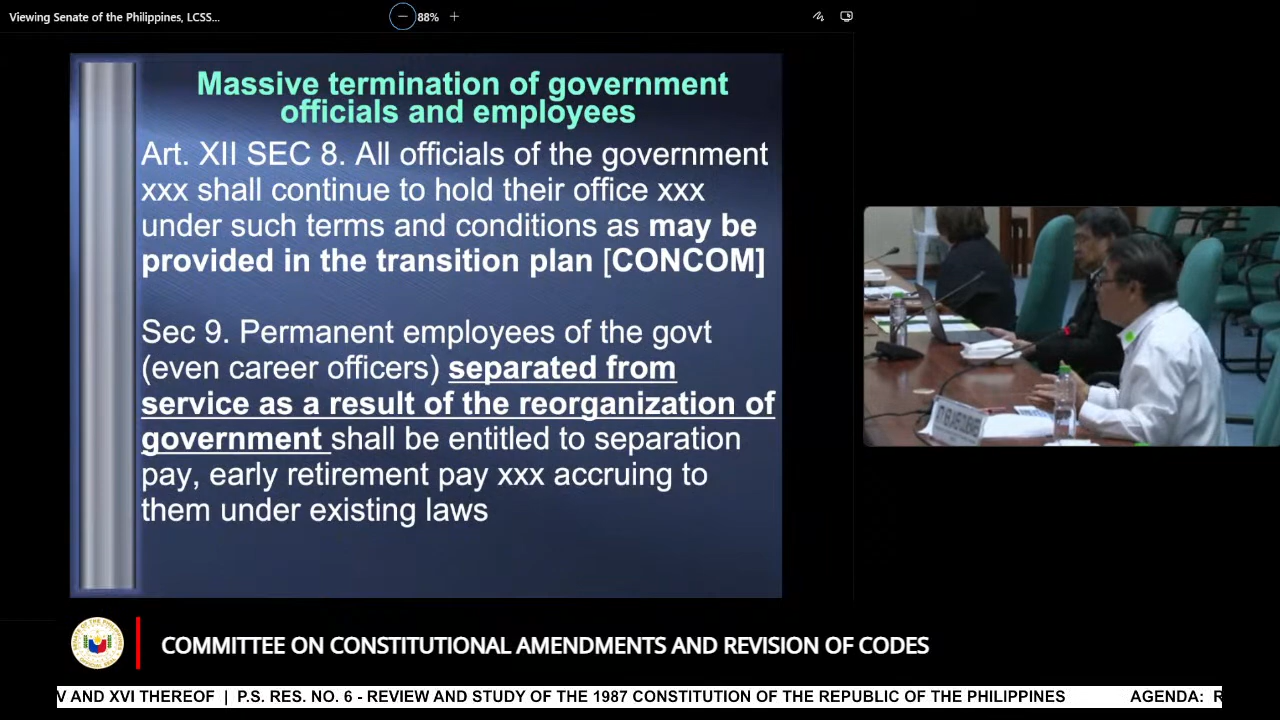 Viewing Senate of the Philippines, LCSS...
88%
Massive termination of government
officials and employees
Art. XII SEC 8. All officials of the government
xxx shall continue to hold their office xxx
under such terms and conditions as may be
provided in the transition plan [CONCOM]
Sec 9. Permanent employees of the govt
(even career officers) separated from
service as a result of the reorganization of
government shall be entitled to separation
pay, early retirement pay xxx accruing to
them under existing laws
COMMITTEE ON CONSTITUTIONAL AMENDMENTS AND REVISION OF CODES
V AND XVI THEREOF | P.S. RES. NO. 6 - REVIEW AND STUDY OF THE 1987 CONSTITUTION OF THE REPUBLIC OF THE PHILIPPINES AGENDA: R